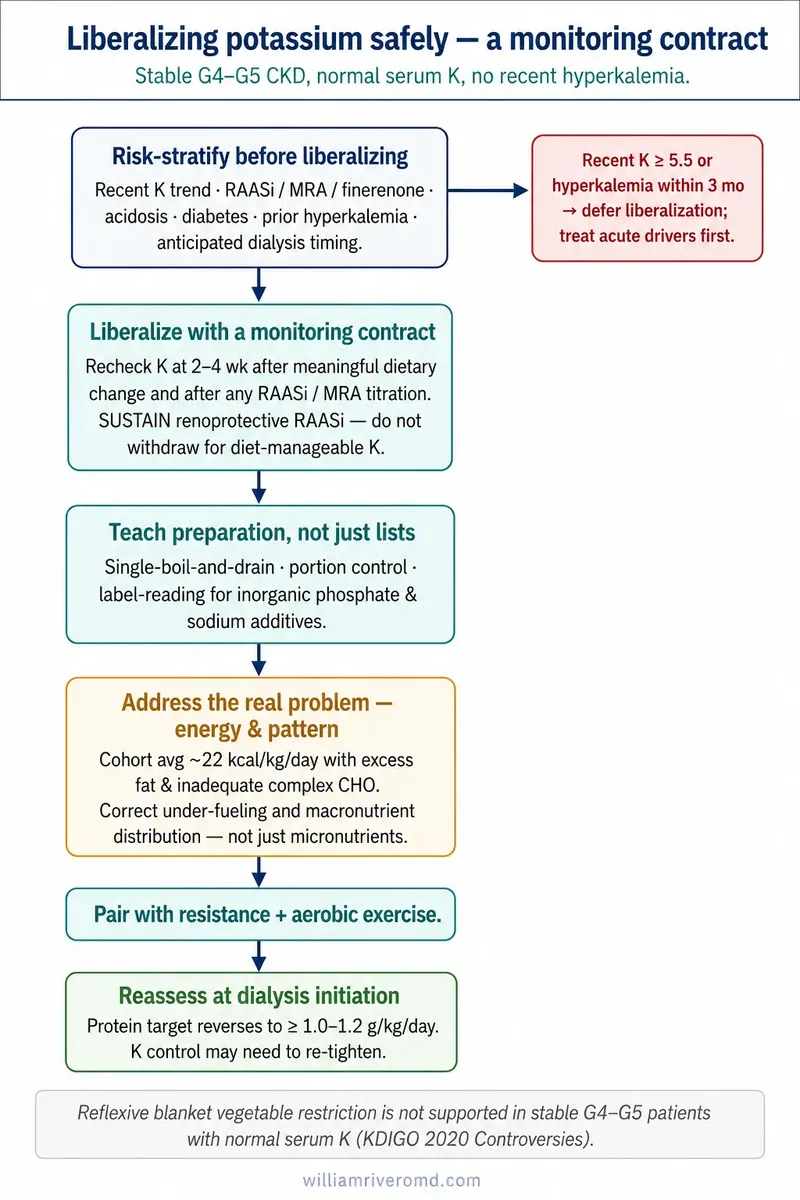 Liberalizing potassium safely — a monitoring contract
Stable G4–G5 CKD, normal serum K, no recent hyperkalemia.
Risk-stratify before liberalizing
Recent K trend · RAASi / MRA / finerenone ·
acidosis · diabetes · prior hyperkalemia ·
anticipated dialysis timing.
Recent K ≥ 5.5 or
hyperkalemia within 3 mo
→ defer liberalization;
treat acute drivers first.
Liberalize with a monitoring contract
Recheck K at 2–4 wk after meaningful dietary
change and after any RAASi / MRA titration.
SUSTAIN renoprotective RAASi — do not
withdraw for diet-manageable K.
Teach preparation, not just lists
Single-boil-and-drain · portion control ·
label-reading for inorganic phosphate &
sodium additives.
Address the real problem —
energy & pattern
Cohort avg ~22 kcal/kg/day with excess
fat & inadequate complex CHO.
Correct under-fueling and macronutrient
distribution — not just micronutrients.
Pair with resistance + aerobic exercise.
Reassess at dialysis initiation
Protein target reverses to ≥ 1.0–1.2 g/kg/day.
K control may need to re-tighten.
Reflexive blanket vegetable restriction is not supported in stable G4–G5 patients
with normal serum K (KDIGO 2020 Controversies).
williamriveromd.com